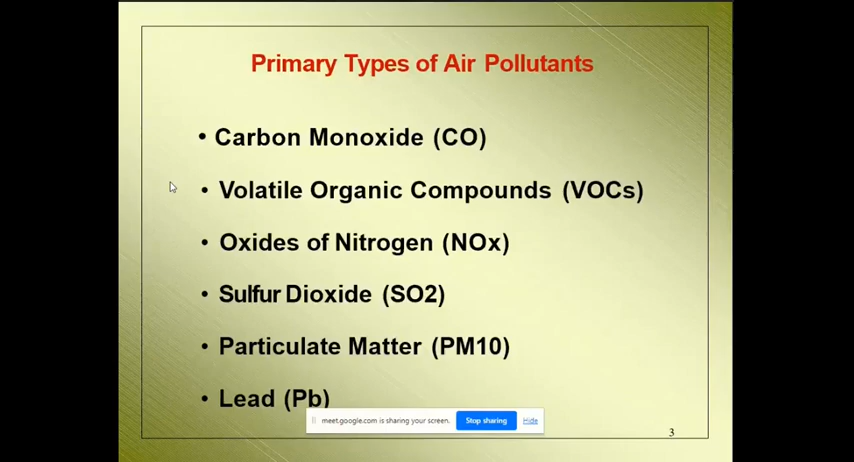 Primary Types of Air Pollutants
• Carbon Monoxide (CO)
• Volatile Organic Compounds (VOCs)
• Oxides of Nitrogen (NOx)
• Sulfur Dioxide (SO2)
• Particulate Matter (PM10)
• Lead (Pb)
meet.google.com is sharing your screen. Stop sharing Hide
3